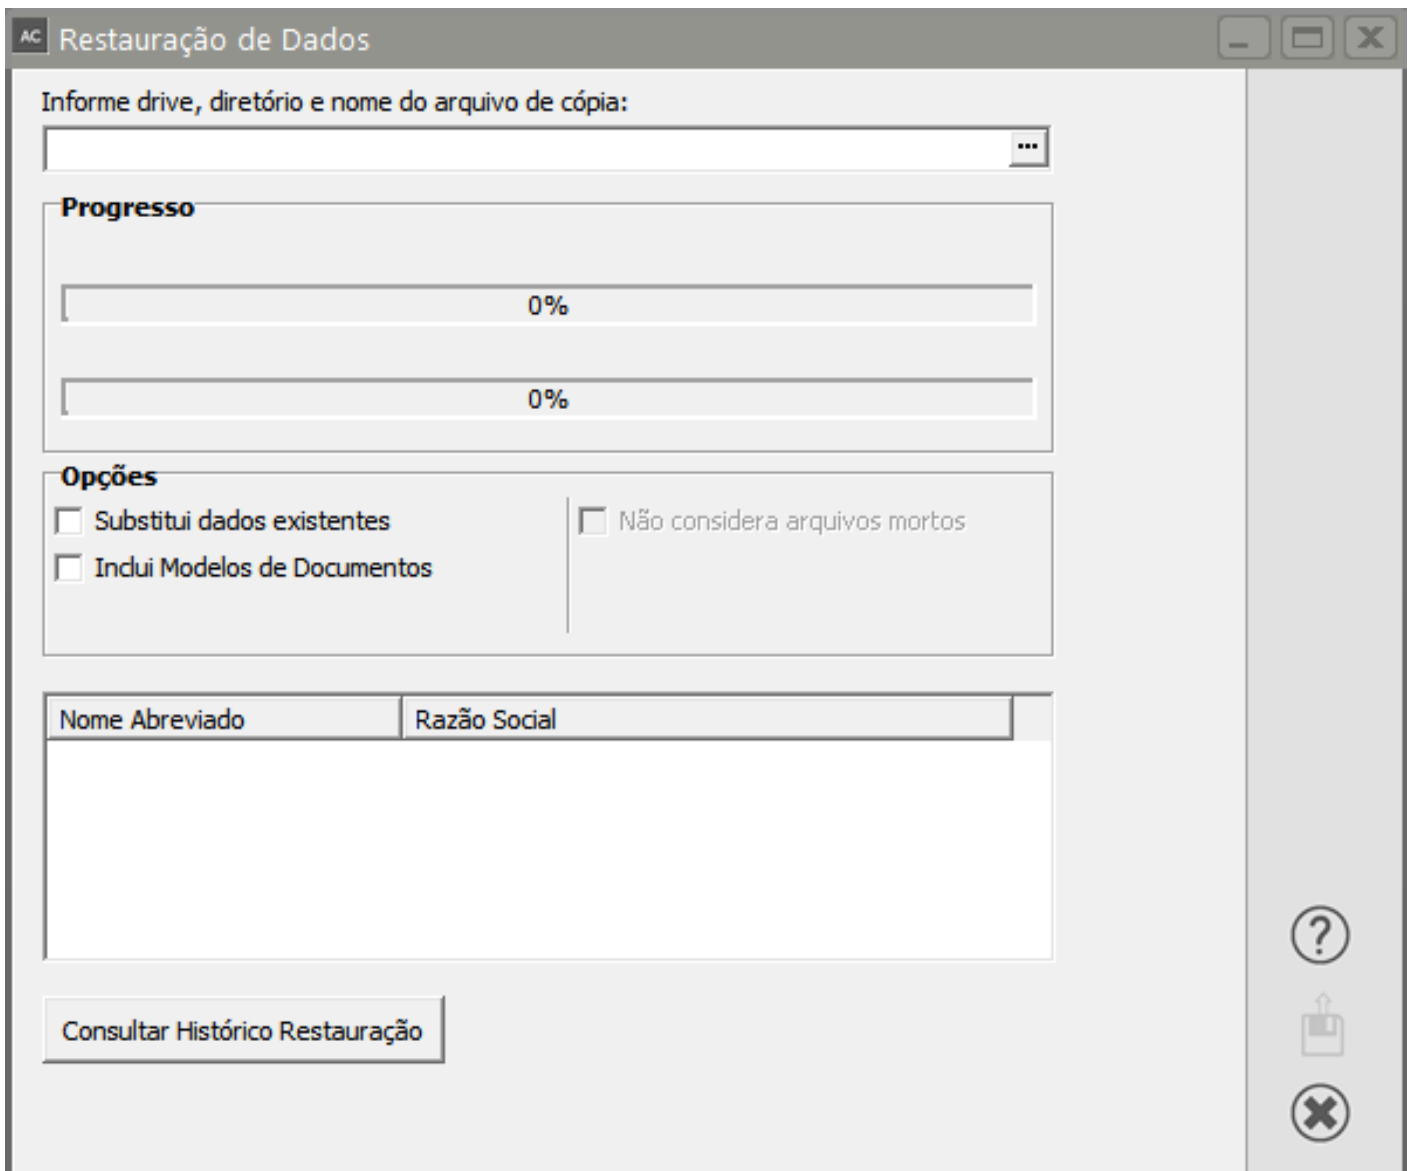 AC Restauração de Dados
Informe drive, diretório e nome do arquivo de cópia:
...
Progresso
0%
0%
Opções
Substitui dados existentes
Não considera arquivos mortos
Inclui Modelos de Documentos
Nome Abreviado Razão Social
Consultar Histórico Restauração
?